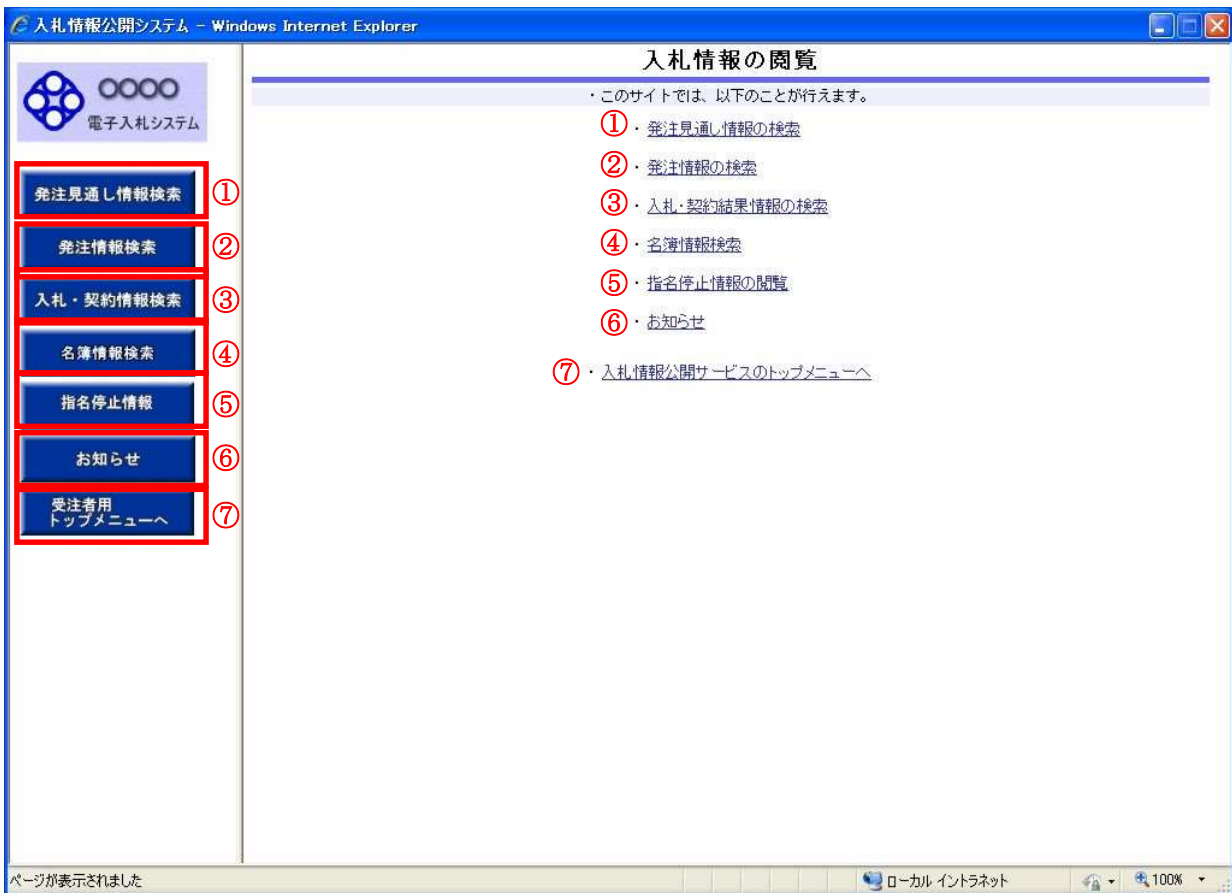 入札情報公開システム - Windows Internet Explorer
○○○○
電子入札システム
発注見通し情報検索 ①
発注情報検索 ②
入札・契約情報検索 ③
名簿情報検索 ④
指名停止情報 ⑤
お知らせ ⑥
受注者用
トップメニューへ ⑦
入札情報の閲覧
・このサイトでは、以下のことが行えます。
①・発注見通し情報の検索
②・発注情報の検索
③・入札・契約結果情報の検索
④・名簿情報検索
⑤・指名停止情報の閲覧
⑥・お知らせ
⑦・入札情報公開サービスのトップメニューへ
ページが表示されました
ローカル イントラネット
100%